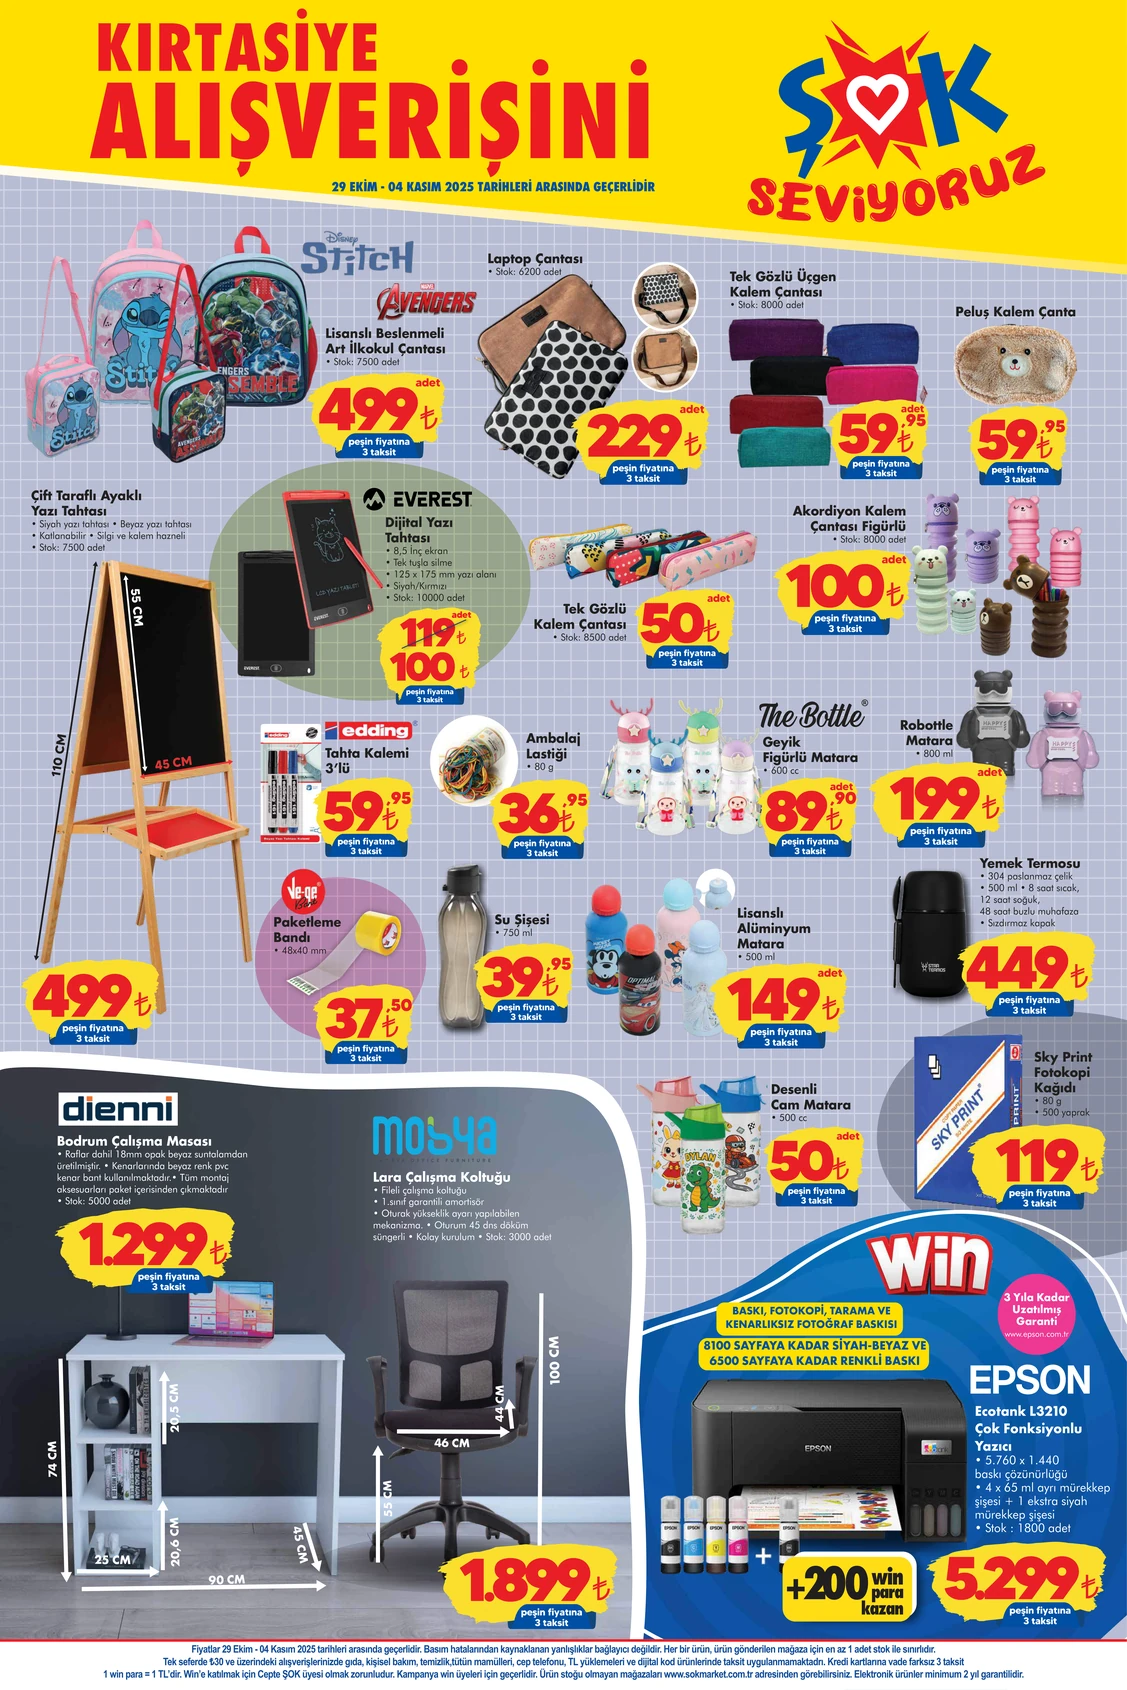 KIRTASİYE
ALIŞVERİŞİNİ
29 EKİM - 04 KASIM 2025 TARİHLERİ ARASINDA GEÇERLİDİR
ŞOK
SEVİYORUZ
Disney
Stitch
MARVEL
AVENGERS
Lisanslı Beslenmeli
Art İlkokul Çantası
• Stok: 7500 adet
adet
499₺
peşin fiyatına
3 taksit
Laptop Çantası
• Stok: 6200 adet
adet
229₺
peşin fiyatına
3 taksit
Tek Gözlü Üçgen
Kalem Çantası
• Stok: 8000 adet
adet
59,95₺
peşin fiyatına
3 taksit
Peluş Kalem Çanta
59,95₺
peşin fiyatına
3 taksit
Çift Taraflı Ayaklı
Yazı Tahtası
• Siyah yazı tahtası • Beyaz yazı tahtası
• Katlanabilir • Silgi ve kalem hazneli
• Stok: 7500 adet
55 CM
45 CM
110 CM
499₺
peşin fiyatına
3 taksit
EVEREST
Dijital Yazı
Tahtası
• 8,5 İnç ekran
• Tek tuşla silme
• 125 x 175 mm yazı alanı
• Siyah/Kırmızı
• Stok: 10000 adet
adet
119₺
100₺
peşin fiyatına
3 taksit
Tek Gözlü
Kalem Çantası
• Stok: 8500 adet
adet
50₺
peşin fiyatına
3 taksit
Akordiyon Kalem
Çantası Figürlü
• Stok: 8000 adet
adet
100₺
peşin fiyatına
3 taksit
edding
Tahta Kalemi
3'lü
59,95₺
peşin fiyatına
3 taksit
Ambalaj
Lastiği
• 80 g
36,95₺
peşin fiyatına
3 taksit
The Bottle®
Geyik
Figürlü Matara
• 600 cc
adet
89,90₺
peşin fiyatına
3 taksit
Robottle
Matara
• 800 ml
adet
199₺
peşin fiyatına
3 taksit
Ve-Ge
Bant
Paketleme
Bandı
• 48x40 mm
37,50₺
peşin fiyatına
3 taksit
Su Şişesi
• 750 ml
39,95₺
peşin fiyatına
3 taksit
Lisanslı
Alüminyum
Matara
• 500 ml
adet
149₺
peşin fiyatına
3 taksit
Yemek Termosu
• 304 paslanmaz çelik
• 500 ml • 8 saat sıcak,
12 saat soğuk,
48 saat buzlu muhafaza
• Sızdırmaz kapak
STAR
TERMOS
449₺
peşin fiyatına
3 taksit
Desenli
Cam Matara
• 500 cc
DYLAN
adet
50₺
peşin fiyatına
3 taksit
SKY PRINT
Sky Print
Fotokopi
Kağıdı
• 80 g
• 500 yaprak
119₺
peşin fiyatına
3 taksit
dienni
Bodrum Çalışma Masası
• Raflar dahil 18mm opak beyaz suntalamdan
üretilmiştir. • Kenarlarında beyaz renk pvc
kenar bant kullanılmaktadır.• Tüm montaj
aksesuarları paket içerisinden çıkmaktadır
• Stok: 5000 adet
1.299₺
peşin fiyatına
3 taksit
74 CM
20,5 CM
20,6 CM
25 CM
45 CM
90 CM
mobya
Lara Çalışma Koltuğu
• Fileli çalışma koltuğu
• 1.sınıf garantili amortisör
• Oturak yükseklik ayarı yapılabilen
mekanizma. • Oturum 45 dns döküm
süngerli • Kolay kurulum • Stok: 3000 adet
100 CM
44 CM
46 CM
55 CM
1.899₺
peşin fiyatına
3 taksit
Win
3 Yıla Kadar
Uzatılmış
Garanti
www.epson.com.tr
BASKI, FOTOKOPİ, TARAMA VE
KENARLIKSIZ FOTOĞRAF BASKISI
8100 SAYFAYA KADAR SİYAH-BEYAZ VE
6500 SAYFAYA KADAR RENKLİ BASKI
EPSON
EPSON
Ecotank L3210
Çok Fonksiyonlu
Yazıcı
• 5.760 x 1.440
baskı çözünürlüğü
• 4 x 65 ml ayrı mürekkep
şişesi + 1 ekstra siyah
mürekkep şişesi
• Stok : 1800 adet
+
+200 win
para
kazan
5.299₺
peşin fiyatına
3 taksit
Fiyatlar 29 Ekim - 04 Kasım 2025 tarihleri arasında geçerlidir. Basım hatalarından kaynaklanan yanlışlıklar bağlayıcı değildir. Her bir ürün, ürün gönderilen mağaza için en az 1 adet stok ile sınırlıdır.
Tek seferde ₺30 ve üzerindeki alışverişlerinizde gıda, kişisel bakım, temizlik,tütün mamülleri, cep telefonu, TL yüklemeleri ve dijital kod ürünlerinde taksit uygulanmamaktadır. Kredi kartlarına vade farksız 3 taksit
1 win para = 1 TL'dir. Win'e katılmak için Cepte ŞOK üyesi olmak zorunludur. Kampanya win üyeleri için geçerlidir. Ürün stoğu olmayan mağazaları www.sokmarket.com.tr adresinden görebilirsiniz. Elektronik ürünler minimum 2 yıl garantilidir.